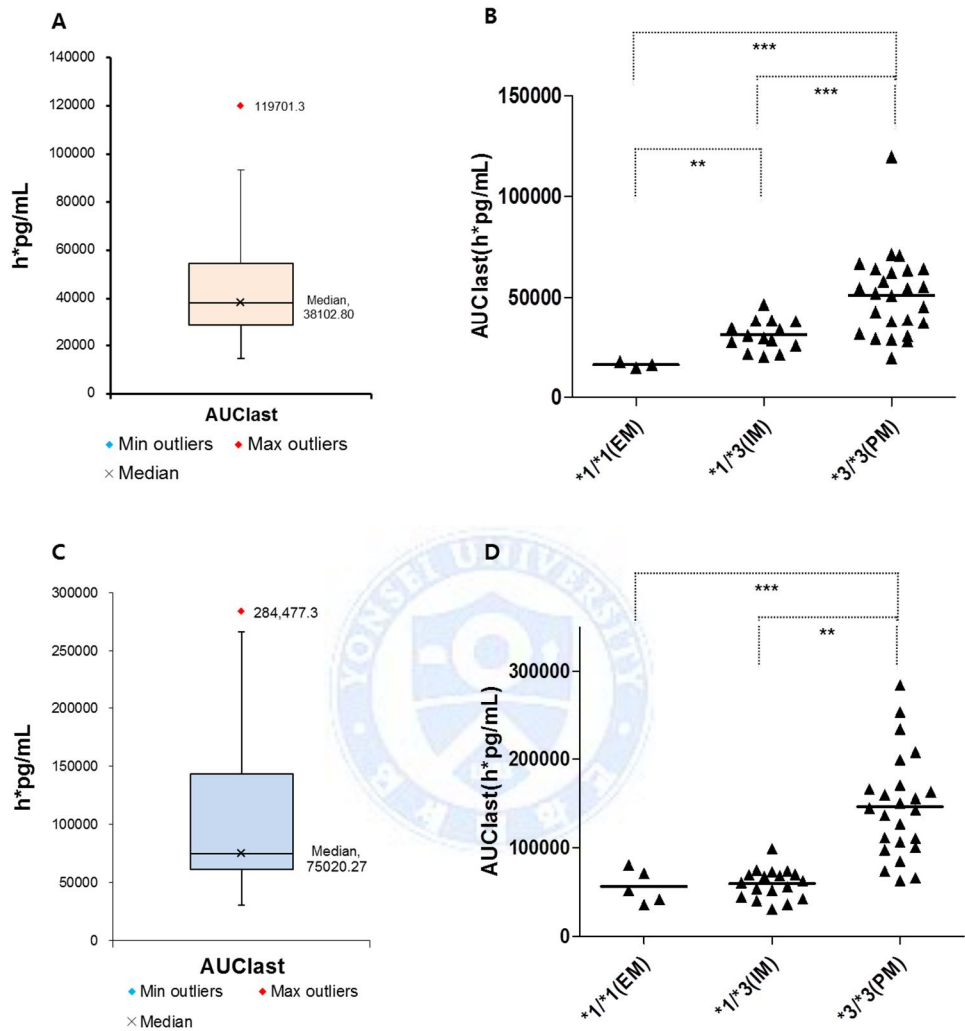 A
140000
120000
100000
80000
60000
40000
20000
0
h*pg/mL
119701.3
Median,
38102.80
AUClast
Min outliers Max outliers
Median
B
***
***
**
150000
100000
50000
0
AUClast(h*pg/mL)
*1/*1(EM)
*1/*3(IM)
*3/*3(PM)
C
300000
250000
200000
150000
100000
50000
0
h*pg/mL
284,477.3
Median,
75020.27
AUClast
Min outliers Max outliers
Median
D
***
**
300000
200000
100000
0
AUClast(h*pg/mL)
*1/*1(EM)
*1/*3(IM)
*3/*3(PM)
YONSEI UNIVERSITY